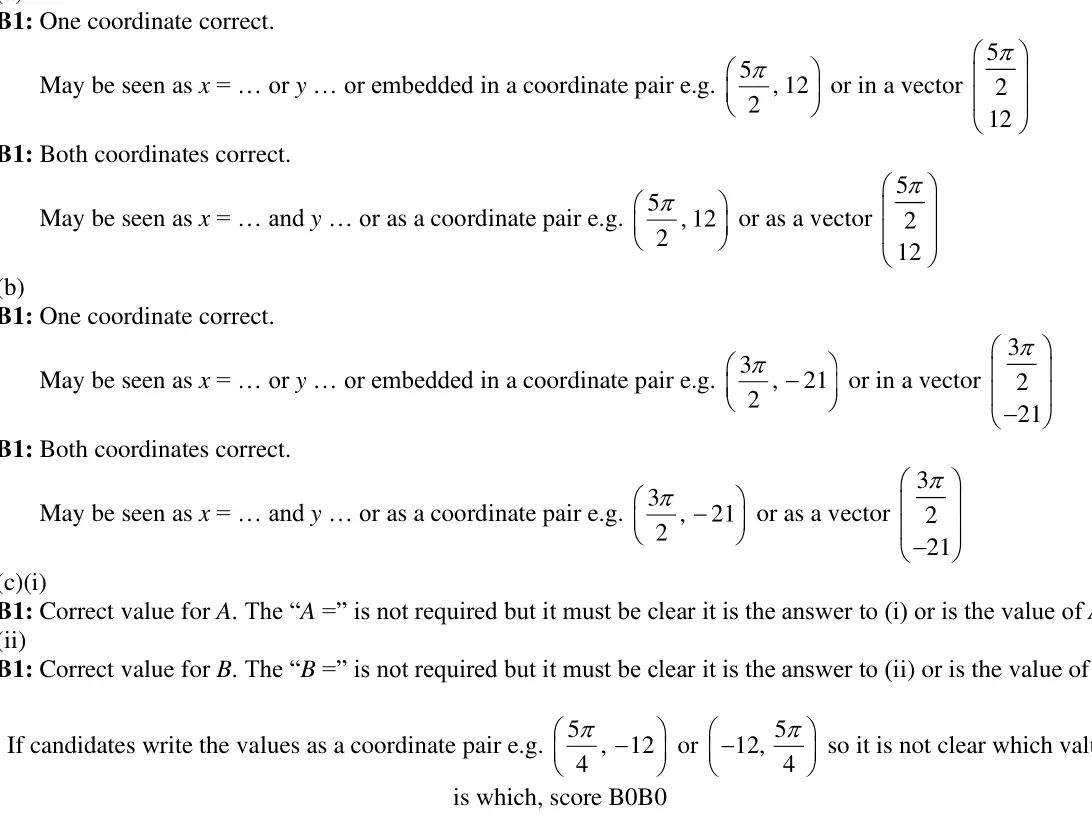 B1: One coordinate correct.
May be seen as x = … or y … or embedded in a coordinate pair e.g. (5π/2, 12) or in a vector (5π/2 12)
B1: Both coordinates correct.
May be seen as x = … and y … or as a coordinate pair e.g. (5π/2, 12) or as a vector (5π/2 12)
(b)
B1: One coordinate correct.
May be seen as x = … or y … or embedded in a coordinate pair e.g. (3π/2, −21) or in a vector (3π/2 −21)
B1: Both coordinates correct.
May be seen as x = … and y … or as a coordinate pair e.g. (3π/2, −21) or as a vector (3π/2 −21)
(c)(i)
B1: Correct value for A. The “A =” is not required but it must be clear it is the answer to (i) or is the value of
(ii)
B1: Correct value for B. The “B =” is not required but it must be clear it is the answer to (ii) or is the value of
If candidates write the values as a coordinate pair e.g. (5π/4, −12) or (−12, 5π/4) so it is not clear which
is which, score B0B0